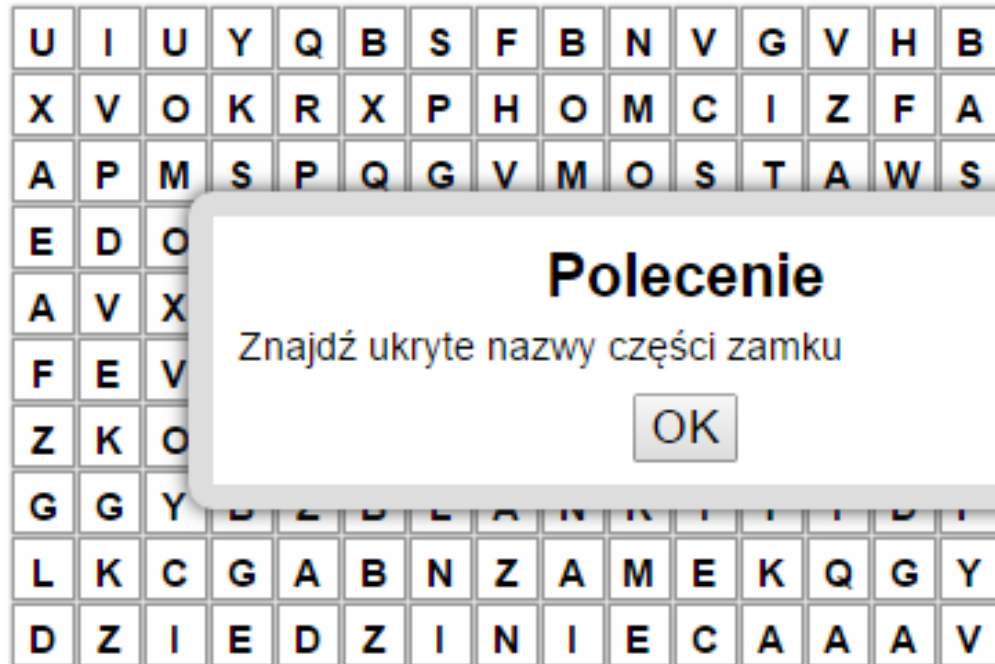 U I U Y Q B S F B N V G V H B
X V O K R X P H O M C I Z F A
A P M S P Q G V M O S T A W S
E D O
A V X
F E V
Z K O
G G Y
Polecenie
Znajdź ukryte nazwy części zamku
OK
L K C G A B N Z A M E K Q G Y
D Z I E D Z I N I E C A A A V